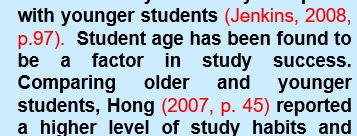 with younger students (Jenkins, 2008,
p.97). Student age has been found to
be a factor in study success.
Comparing older and younger
students, Hong (2007, p. 45) reported
a higher level of study habits and